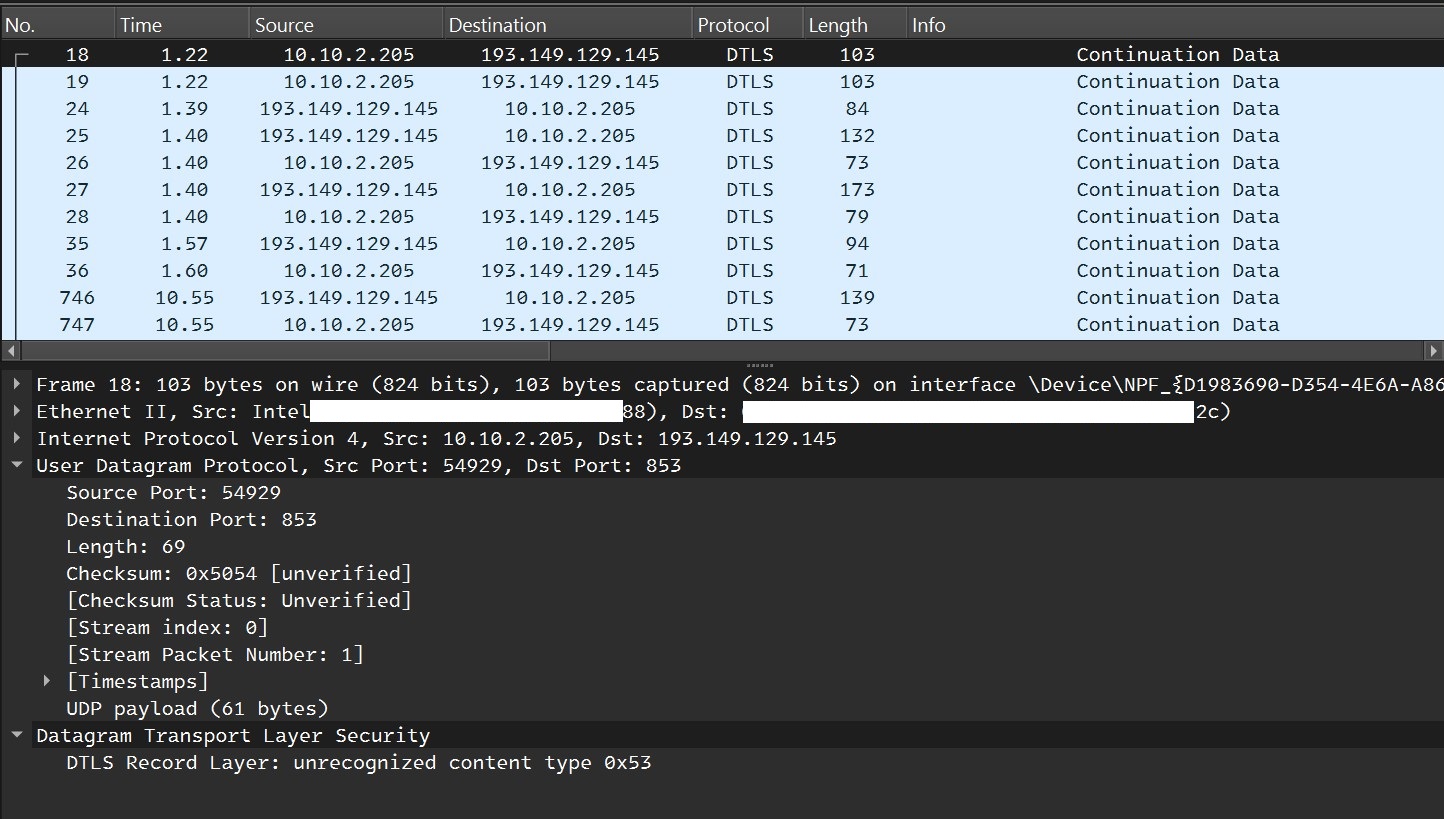 No. Time Source Destination Protocol Length Info
18 1.22 10.10.2.205 193.149.129.145 DTLS 103 Continuation Data
19 1.22 10.10.2.205 193.149.129.145 DTLS 103 Continuation Data
24 1.39 193.149.129.145 10.10.2.205 DTLS 84 Continuation Data
25 1.40 193.149.129.145 10.10.2.205 DTLS 132 Continuation Data
26 1.40 10.10.2.205 193.149.129.145 DTLS 73 Continuation Data
27 1.40 193.149.129.145 10.10.2.205 DTLS 173 Continuation Data
28 1.40 10.10.2.205 193.149.129.145 DTLS 79 Continuation Data
35 1.57 193.149.129.145 10.10.2.205 DTLS 94 Continuation Data
36 1.60 10.10.2.205 193.149.129.145 DTLS 71 Continuation Data
746 10.55 193.149.129.145 10.10.2.205 DTLS 139 Continuation Data
747 10.55 10.10.2.205 193.149.129.145 DTLS 73 Continuation Data
Frame 18: 103 bytes on wire (824 bits), 103 bytes captured (824 bits) on interface \Device\NPF_{D1983690-D354-4E6A-A86
Ethernet II, Src: Intel 88), Dst: 2c)
Internet Protocol Version 4, Src: 10.10.2.205, Dst: 193.149.129.145
User Datagram Protocol, Src Port: 54929, Dst Port: 853
Source Port: 54929
Destination Port: 853
Length: 69
Checksum: 0x5054 [unverified]
[Checksum Status: Unverified]
[Stream index: 0]
[Stream Packet Number: 1]
[Timestamps]
UDP payload (61 bytes)
Datagram Transport Layer Security
DTLS Record Layer: unrecognized content type 0x53